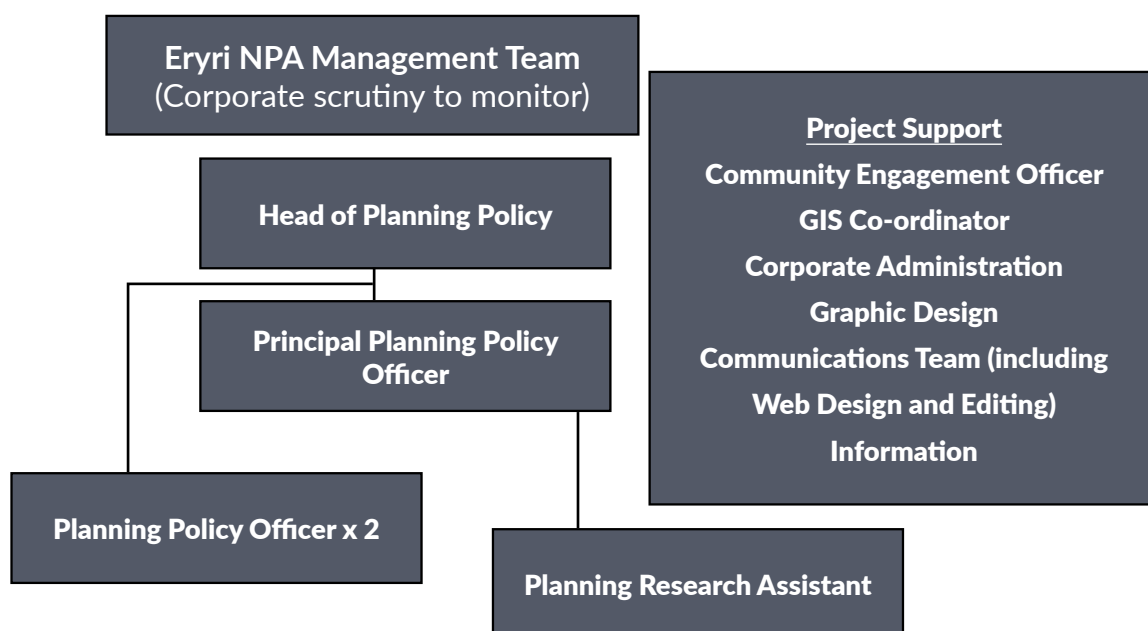 Eryri NPA Management Team
(Corporate scrutiny to monitor)
Head of Planning Policy
Principal Planning Policy
Officer
Planning Policy Officer x 2
Planning Research Assistant
Project Support
Community Engagement Officer
GIS Co-ordinator
Corporate Administration
Graphic Design
Communications Team (including
Web Design and Editing)
Information